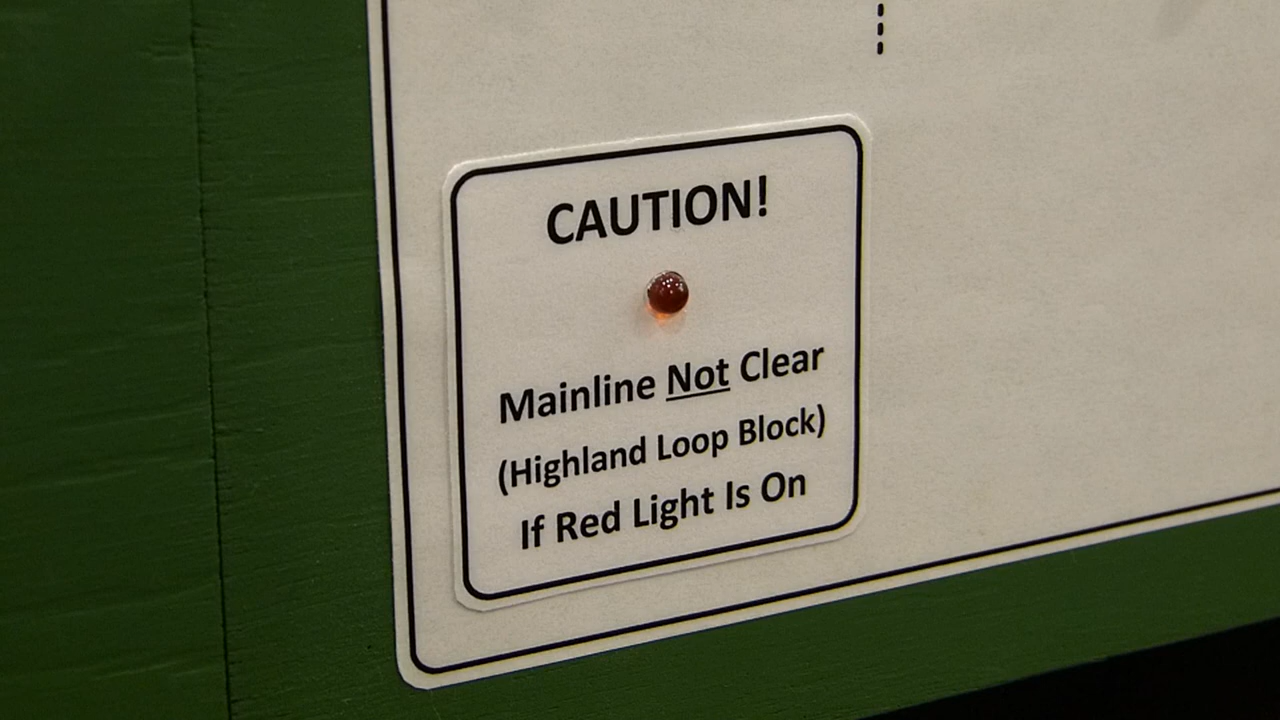 CAUTION!
Mainline Not Clear
(Highland Loop Block)
If Red Light Is On